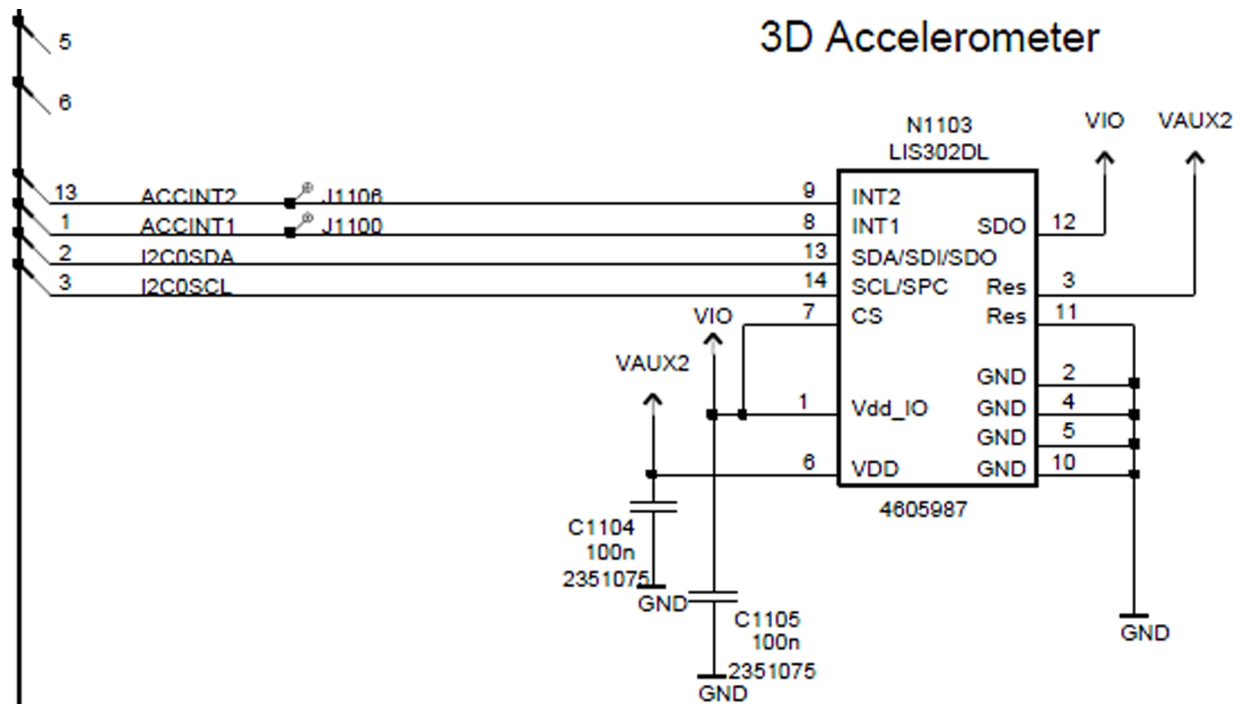 3D Accelerometer
5
6
N1103
LIS302DL
VIO
VAUX2
13 ACCINT2 J1106 9 INT2
1 ACCINT1 J1100 8 INT1 SDO 12
2 I2C0SDA 13 SDA/SDI/SDO
3 I2C0SCL 14 SCL/SPC Res 3
VIO 7 CS Res 11
VAUX2
GND 2
1 Vdd_IO GND 4
GND 5
6 VDD GND 10
4605987
C1104
100n
2351075
GND
C1105
100n
2351075
GND
GND